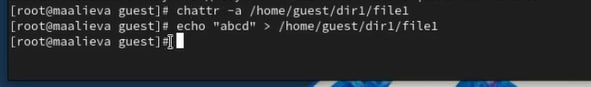 [root@maalieva guest]# chattr -a /home/guest/dir1/file1
[root@maalieva guest]# echo "abcd" > /home/guest/dir1/file1
[root@maalieva guest]#